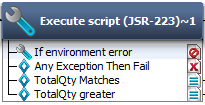 Execute script (JSR-223)~1
If environment error
Any Exception Then Fail
TotalQty Matches
TotalQty greater